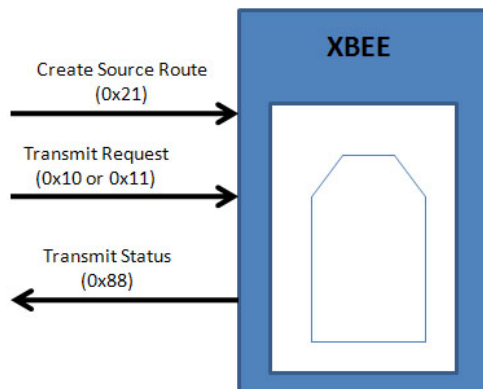 XBEE
Create Source Route
(0x21)
Transmit Request
(0x10 or 0x11)
Transmit Status
(0x88)